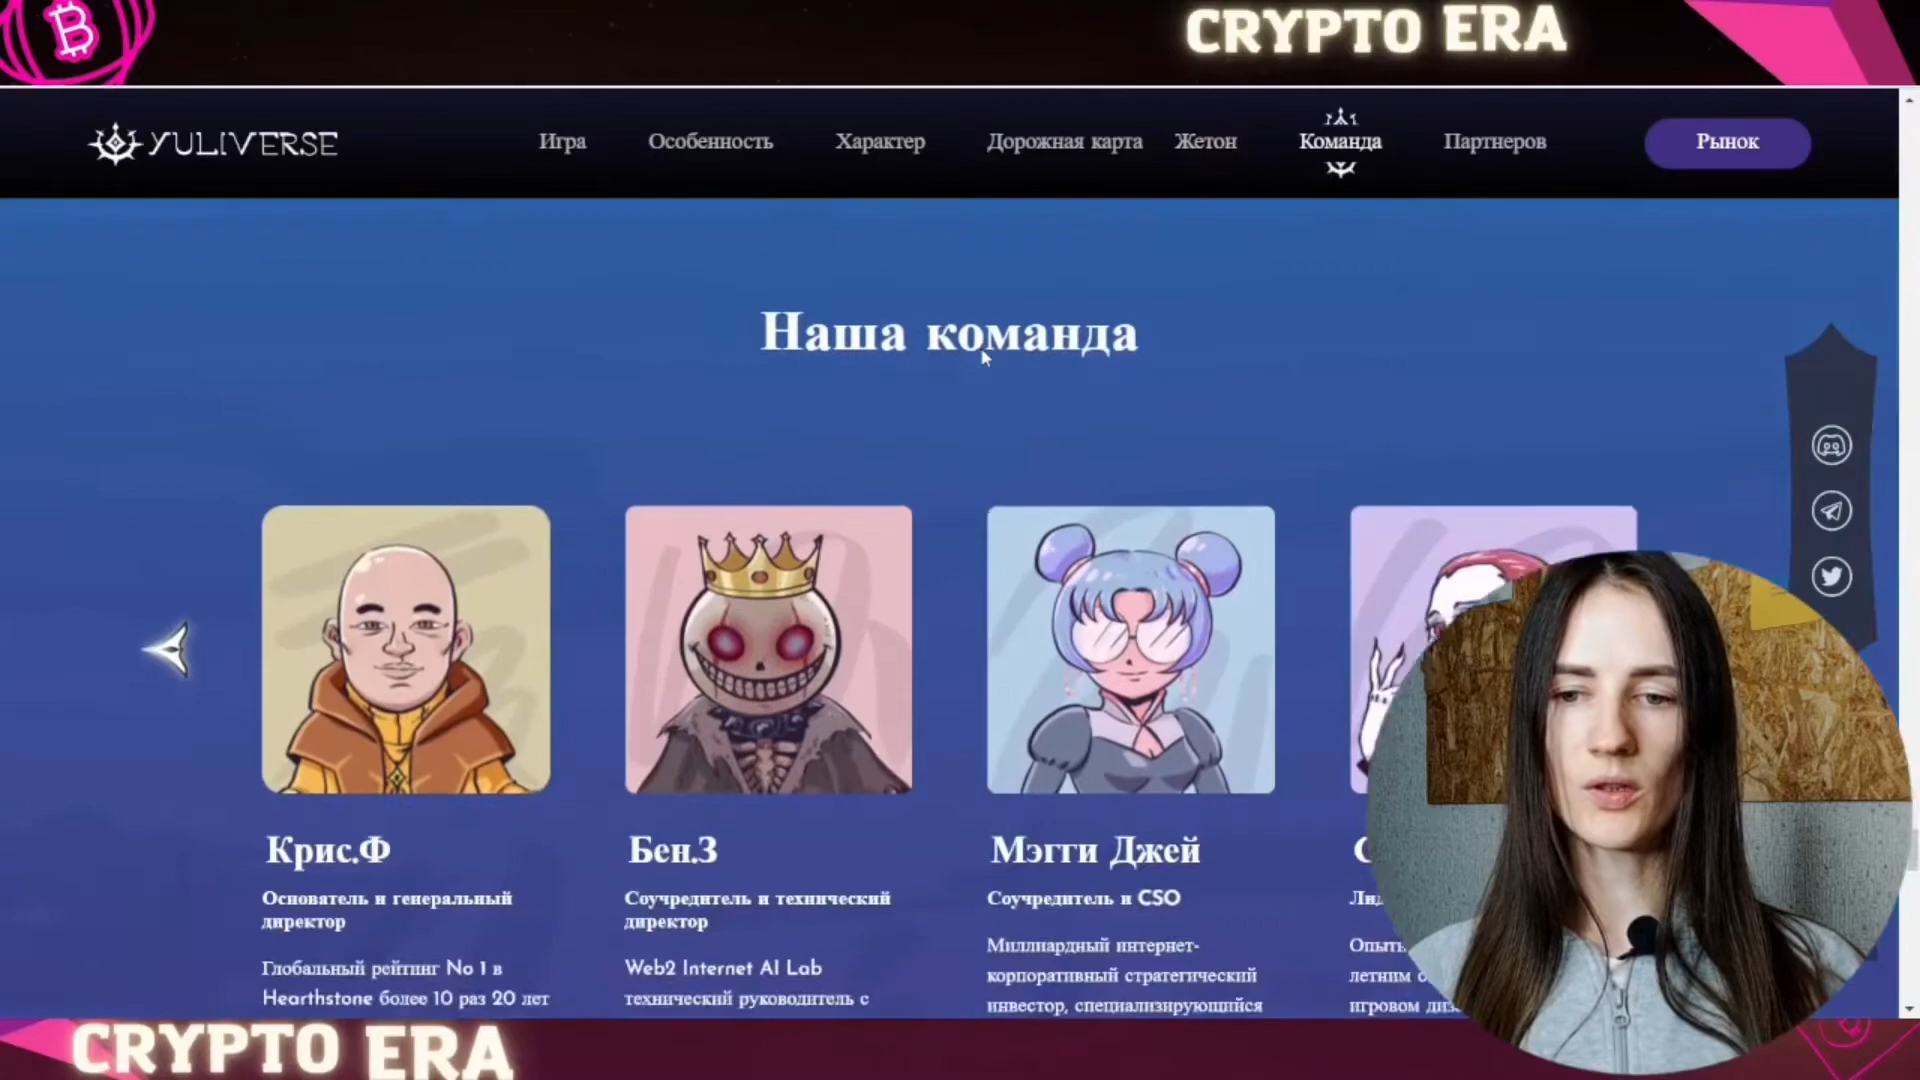 CRYPTO ERA
YULIVERSE
Игра
Особенность
Характер
Дорожная карта
Жетон
Команда
Партнеров
Рынок
Наша команда
Крис.Ф
Основатель и генеральный
директор
Глобальный рейтинг No 1 в
Hearthstone более 10 раз 20 лет
Бен.З
Соучредитель и технический
директор
Web2 Internet AI Lab
технический руководитель с
Мэгги Джей
Соучредитель и CSO
Миллиардный интернет-
корпоративный стратегический
инвестор, специализирующийся
летним
игровом
CRYPTO ERA